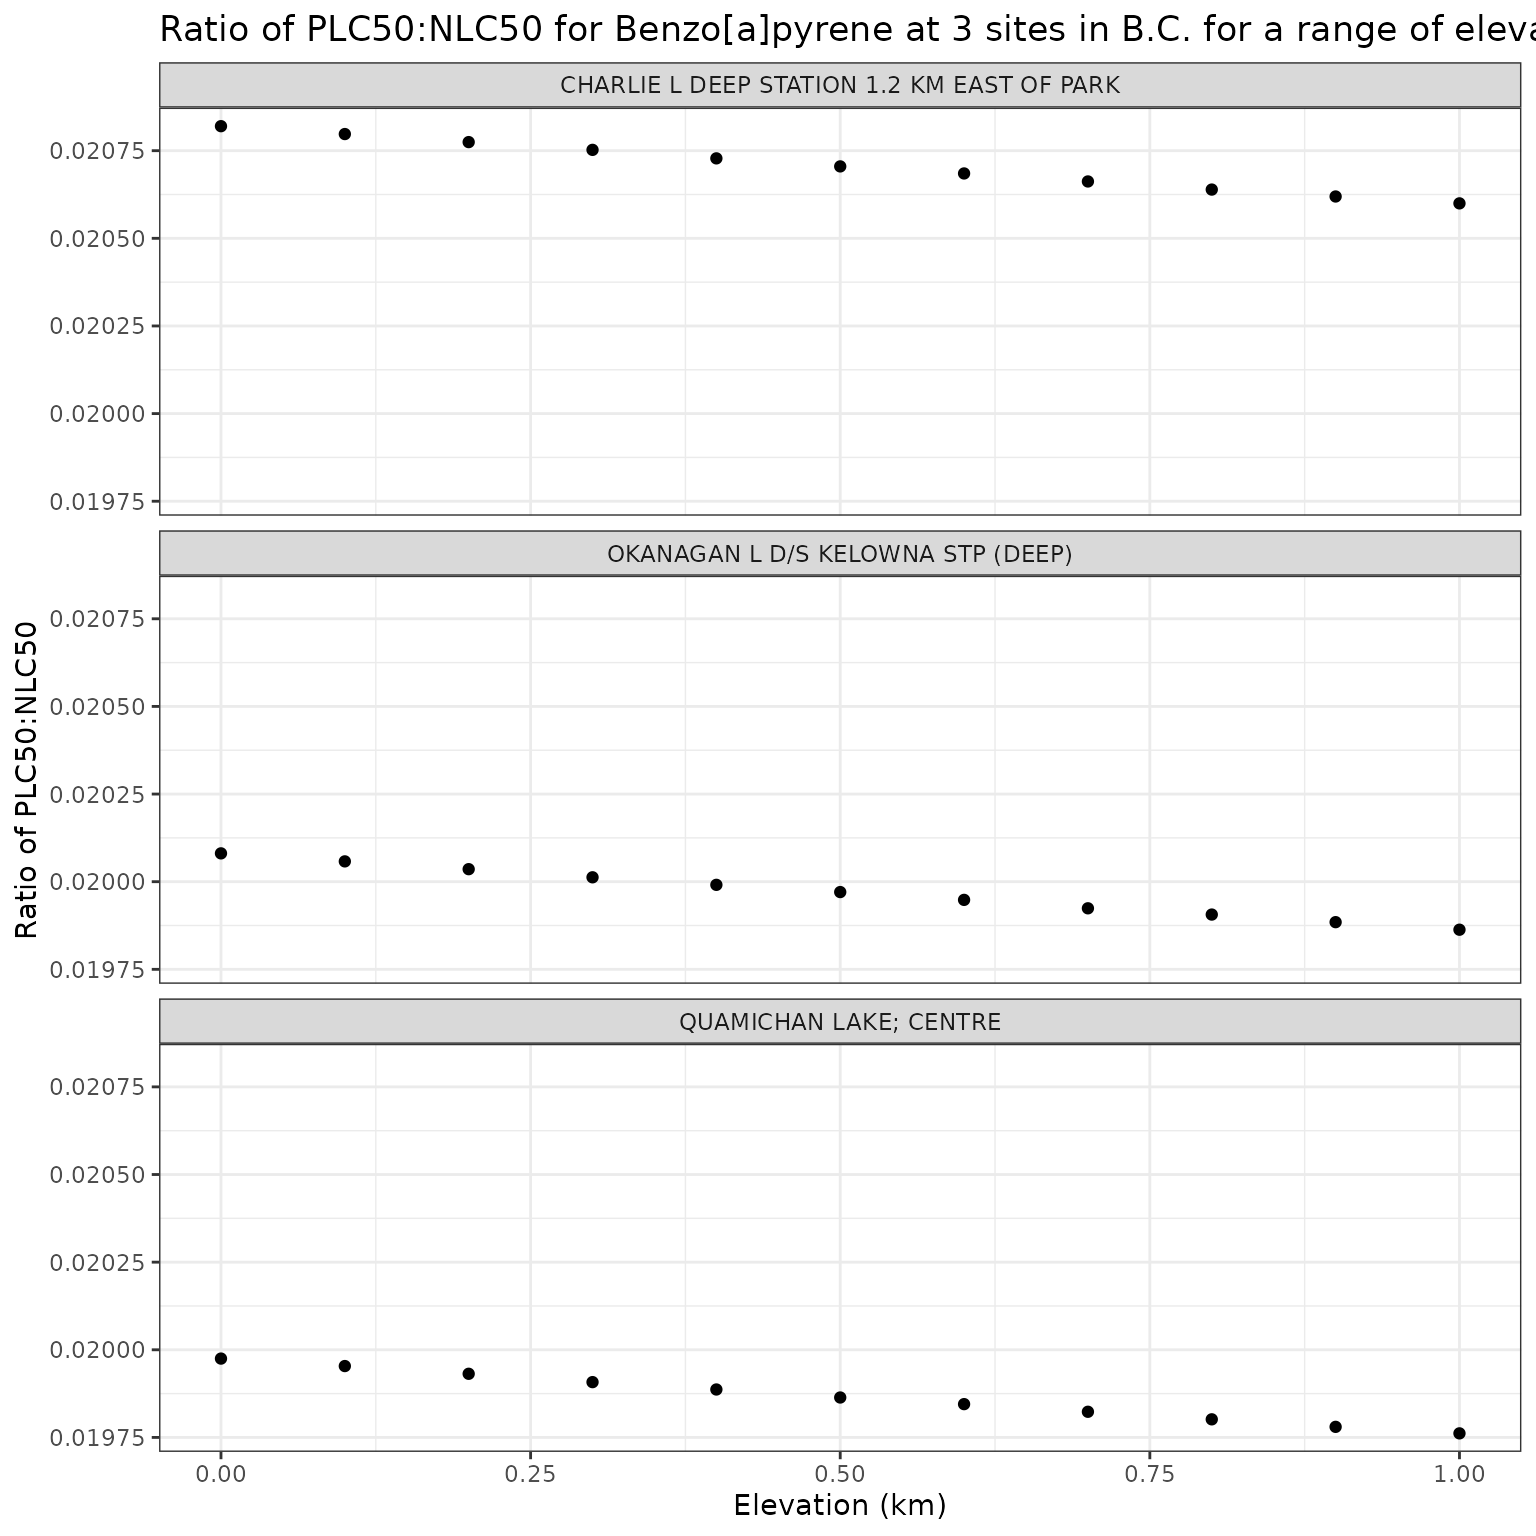 Ratio of PLC50:NLC50 for Benzo[a]pyrene at 3 sites in B.C. for a range of
CHARLIE L DEEP STATION 1.2 KM EAST OF PARK
0.02075
0.02050
0.02025
0.02000
0.01975
OKANAGAN L D/S KELOWNA STP (DEEP)
0.02075
0.02050
0.02025
0.02000
0.01975
Ratio of PLC50:NLC50
QUAMICHAN LAKE; CENTRE
0.02075
0.02050
0.02025
0.02000
0.01975
0.00 0.25 0.50 0.75 1.00
Elevation (km)